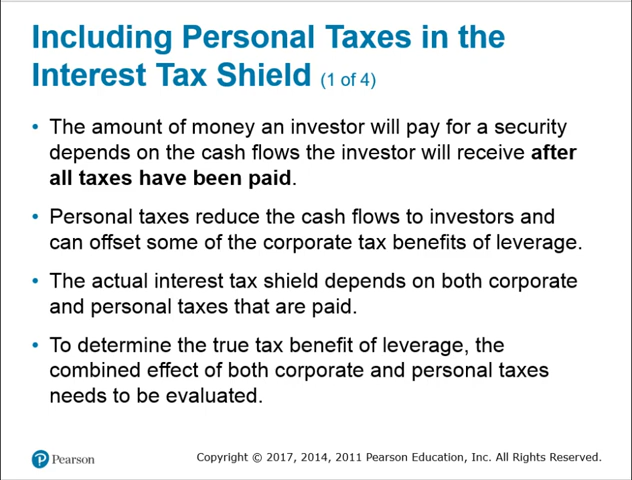 Including Personal Taxes in the
Interest Tax Shield (1 of 4)
• The amount of money an investor will pay for a security
depends on the cash flows the investor will receive after
all taxes have been paid.
• Personal taxes reduce the cash flows to investors and
can offset some of the corporate tax benefits of leverage.
• The actual interest tax shield depends on both corporate
and personal taxes that are paid.
• To determine the true tax benefit of leverage, the
combined effect of both corporate and personal taxes
needs to be evaluated.
Pearson
Copyright © 2017, 2014, 2011 Pearson Education, Inc. All Rights Reserved.